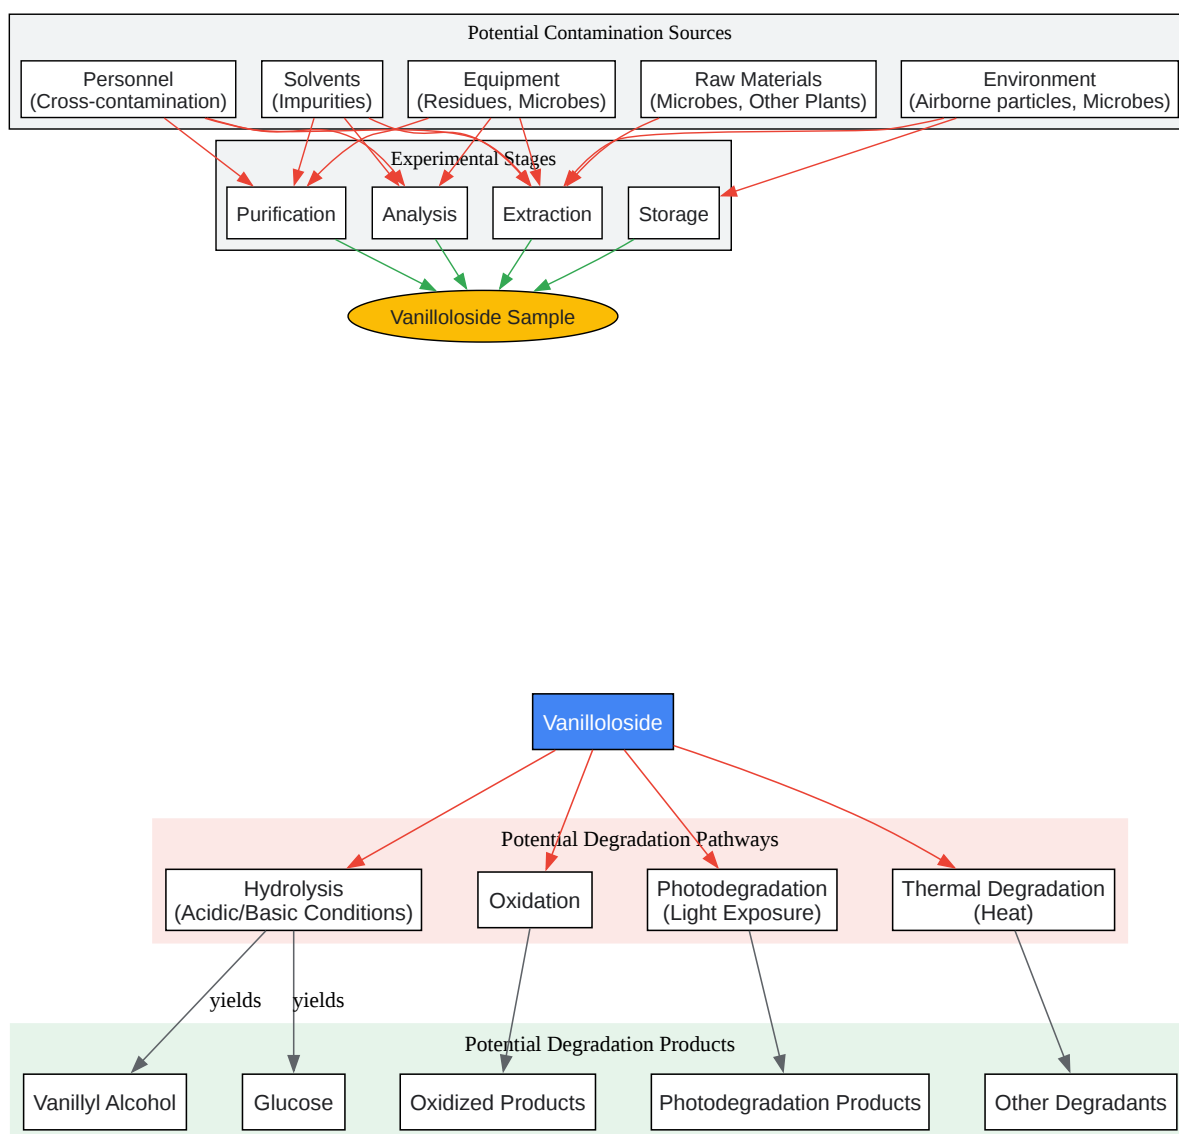 Potential Contamination Sources
Personnel
(Cross-contamination)
Solvents
(Impurities)
Equipment
(Residues, Microbes)
Raw Materials
(Microbes, Other Plants)
Environment
(Airborne particles, Microbes)
Experimental Stages
Purification
Analysis
Extraction
Storage
Vanilloloside Sample
Vanilloloside
Potential Degradation Pathways
Hydrolysis
(Acidic/Basic Conditions)
Oxidation
Photodegradation
(Light Exposure)
Thermal Degradation
(Heat)
yields
yields
Potential Degradation Products
Vanillyl Alcohol
Glucose
Oxidized Products
Photodegradation Products
Other Degradants